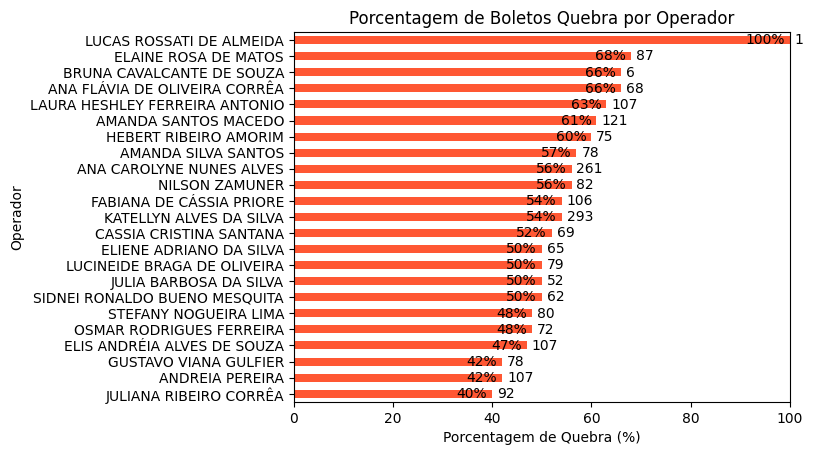 Porcentagem de Boletos Quebra por Operador
LUCAS ROSSATI DE ALMEIDA 100% 1
ELAINE ROSA DE MATOS 68% 87
BRUNA CAVALCANTE DE SOUZA 66% 6
ANA FLÁVIA DE OLIVEIRA CORRÊA 66% 68
LAURA HESHLEY FERREIRA ANTONIO 63% 107
AMANDA SANTOS MACEDO 61% 121
HEBERT RIBEIRO AMORIM 60% 75
AMANDA SILVA SANTOS 57% 78
ANA CAROLYNE NUNES ALVES 56% 261
NILSON ZAMUNER 56% 82
FABIANA DE CÁSSIA PRIORE 54% 106
KATELLYN ALVES DA SILVA 54% 293
CASSIA CRISTINA SANTANA 52% 69
ELIENE ADRIANO DA SILVA 50% 65
LUCINEIDE BRAGA DE OLIVEIRA 50% 79
JULIA BARBOSA DA SILVA 50% 52
SIDNEI RONALDO BUENO MESQUITA 50% 62
STEFANY NOGUEIRA LIMA 48% 80
OSMAR RODRIGUES FERREIRA 48% 72
ELIS ANDRÉIA ALVES DE SOUZA 47% 107
GUSTAVO VIANA GULFIER 42% 78
ANDREIA PEREIRA 42% 107
JULIANA RIBEIRO CORRÊA 40% 92
Operador
0 20 40 60 80 100
Porcentagem de Quebra (%)